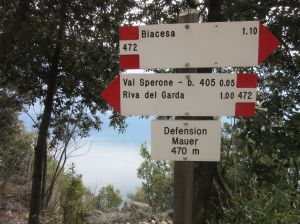 Biacesa 1.10
472
Val Sperone - b. 405 0.05
Riva del Garda 1.00 472
Defension
Mauer
470 m